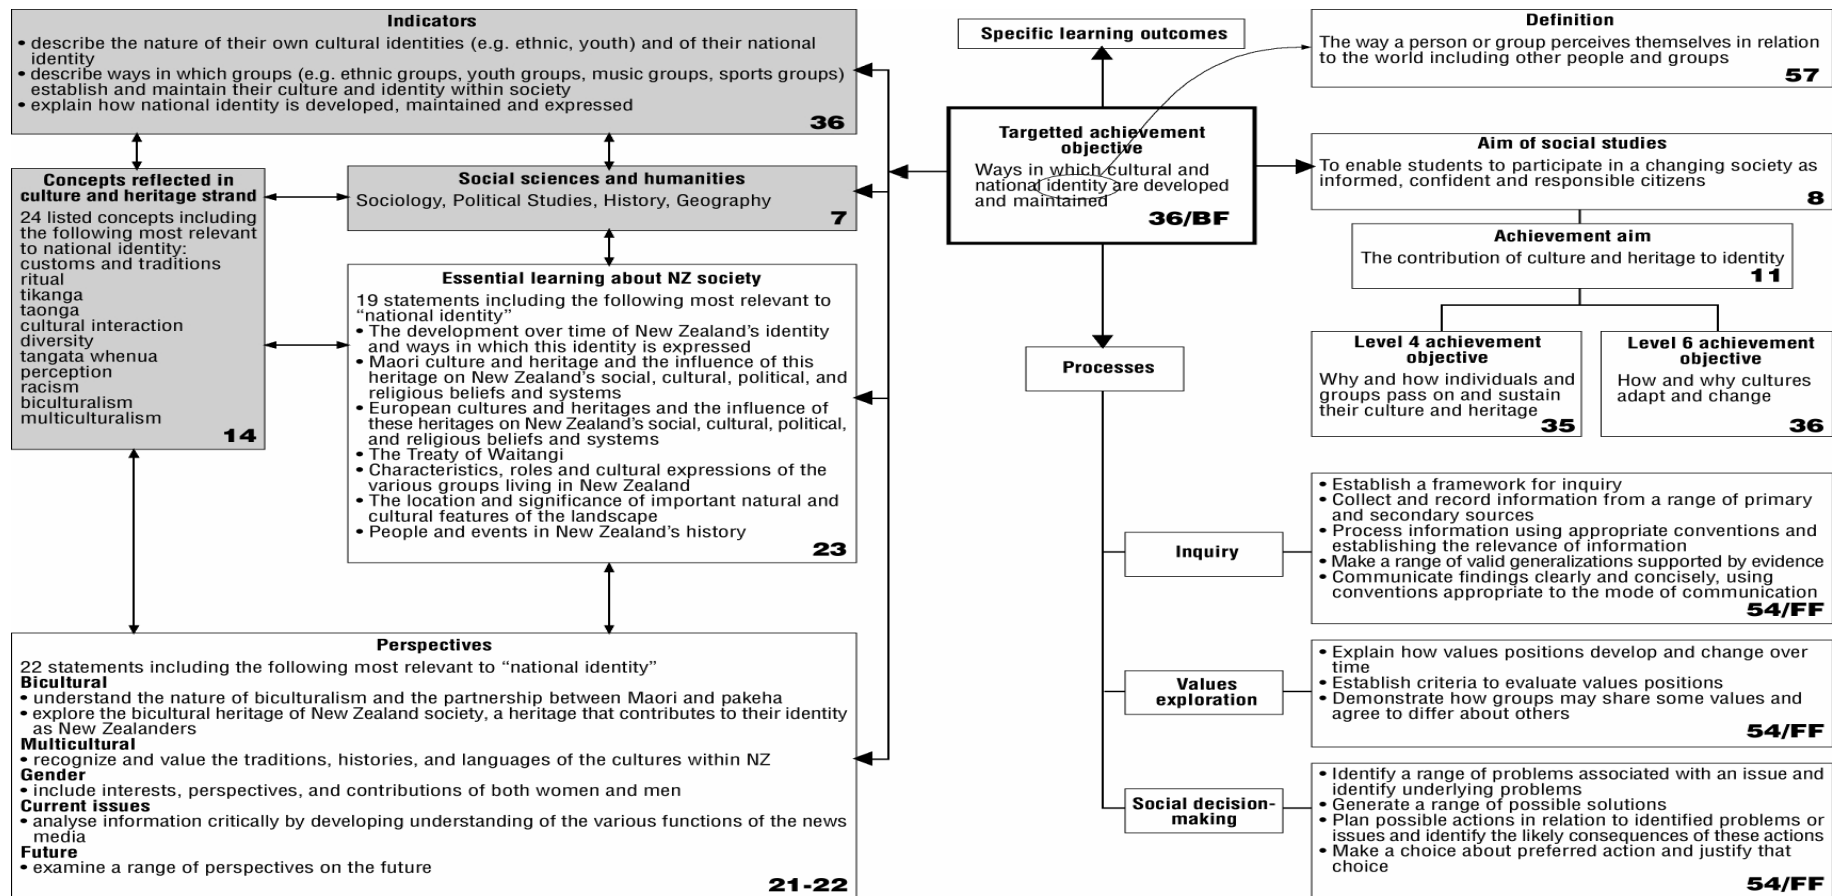 Indicators
• describe the nature of their own cultural identities (e.g. ethnic, youth) and of their national
identity
• describe ways in which groups (e.g. ethnic groups, youth groups, music groups, sports groups)
establish and maintain their culture and identity within society
• explain how national identity is developed, maintained and expressed
36
Concepts reflected in
culture and heritage strand
24 listed concepts including
the following most relevant
to national identity:
customs and traditions
ritual
tikanga
taonga
cultural interaction
diversity
tangata whenua
perception
racism
biculturalism
multiculturalism
14
Social sciences and humanities
Sociology, Political Studies, History, Geography
7
Essential learning about NZ society
19 statements including the following most relevant to
“national identity”
• The development over time of New Zealand’s identity
and ways in which this identity is expressed
• Maori culture and heritage and the influence of this
heritage on New Zealand’s social, cultural, political, and
religious beliefs and systems
• European cultures and heritages and the influence of
these heritages on New Zealand’s social, cultural, political,
and religious beliefs and systems
• The Treaty of Waitangi
• Characteristics, roles and cultural expressions of the
various groups living in New Zealand
• The location and significance of important natural and
cultural features of the landscape
• People and events in New Zealand’s history
23
Perspectives
22 statements including the following most relevant to “national identity”
Bicultural
• understand the nature of biculturalism and the partnership between Maori and pakeha
• explore the bicultural heritage of New Zealand society, a heritage that contributes to their identity
as New Zealanders
Multicultural
• recognize and value the traditions, histories, and languages of the cultures within NZ
Gender
• include interests, perspectives, and contributions of both women and men
Current issues
• analyse information critically by developing understanding of the various functions of the news
media
Future
• examine a range of perspectives on the future
21-22
Specific learning outcomes
Targetted achievement
objective
Ways in which cultural and
national identity are developed
and maintained
36/BF
Processes
Inquiry
Values
exploration
Social decision-
making
Definition
The way a person or group perceives themselves in relation
to the world including other people and groups
57
Aim of social studies
To enable students to participate in a changing society as
informed, confident and responsible citizens
8
Achievement aim
The contribution of culture and heritage to identity
11
Level 4 achievement
objective
Why and how individuals and
groups pass on and sustain
their culture and heritage
35
Level 6 achievement
objective
How and why cultures
adapt and change
36
• Establish a framework for inquiry
• Collect and record information from a range of primary
and secondary sources
• Process information using appropriate conventions and
establishing the relevance of information
• Make a range of valid generalizations supported by evidence
• Communicate findings clearly and concisely, using
conventions appropriate to the mode of communication
54/FF
• Explain how values positions develop and change over
time
• Establish criteria to evaluate values positions
• Demonstrate how groups may share some values and
agree to differ about others
54/FF
• Identify a range of problems associated with an issue and
identify underlying problems
• Generate a range of possible solutions
• Plan possible actions in relation to identified problems or
issues and identify the likely consequences of these actions
• Make a choice about preferred action and justify that
choice
54/FF